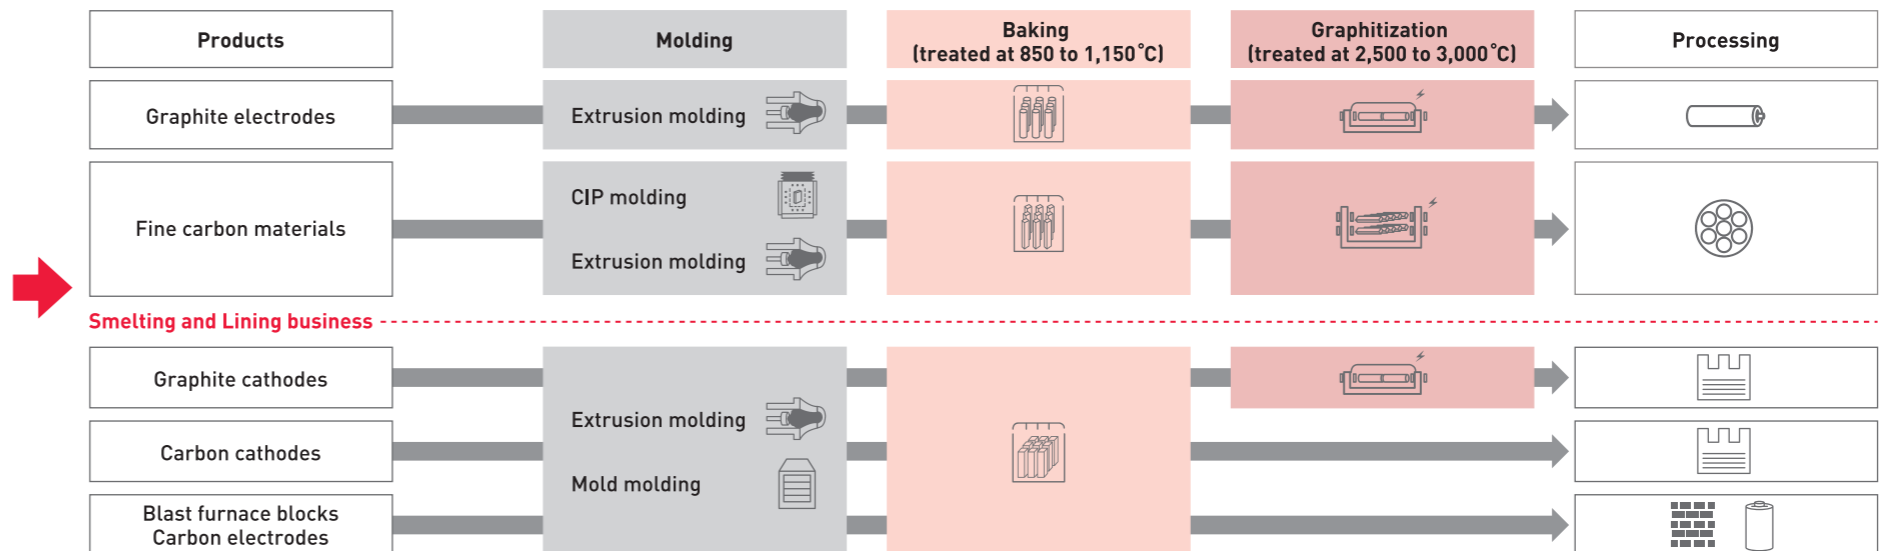 Products
Molding
Baking
(treated at 850 to 1,150°C)
Graphitization
(treated at 2,500 to 3,000°C)
Processing
Graphite electrodes
Extrusion molding
Fine carbon materials
CIP molding
Extrusion molding
Smelting and Lining business
Graphite cathodes
Carbon cathodes
Blast furnace blocks
Carbon electrodes
Extrusion molding
Mold molding